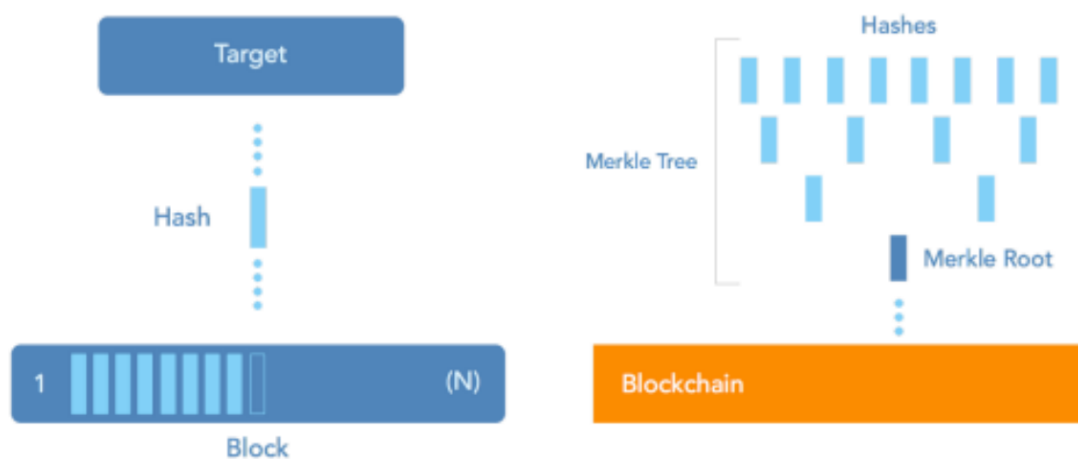 Target
Hash
1
(N)
Block
Hashes
Merkle Tree
Merkle Root
Blockchain